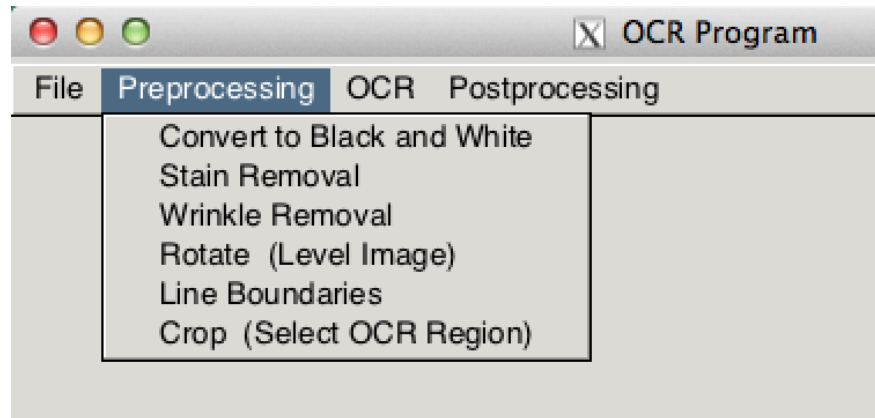 X OCR Program
File Preprocessing OCR Postprocessing
Convert to Black and White
Stain Removal
Wrinkle Removal
Rotate (Level Image)
Line Boundaries
Crop (Select OCR Region)